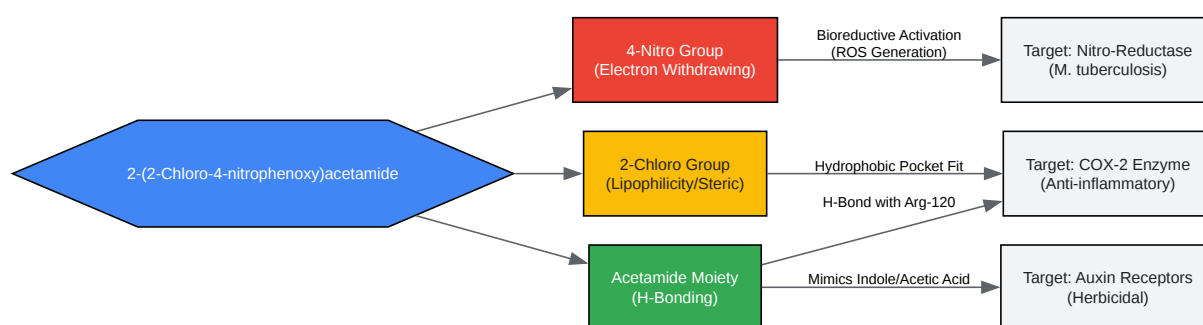 2-(2-Chloro-4-nitrophenoxy)acetamide
4-Nitro Group
(Electron Withdrawing)
Bioreductive Activation
(ROS Generation)
Target: Nitro-Reductase
(M. tuberculosis)
2-Chloro Group
(Lipophilicity/Steric)
Hydrophobic Pocket Fit
Target: COX-2 Enzyme
(Anti-inflammatory)
H-Bond with Arg-120
Acetamide Moiety
(H-Bonding)
Mimics Indole/Acetic Acid
Target: Auxin Receptors
(Herbicidal)